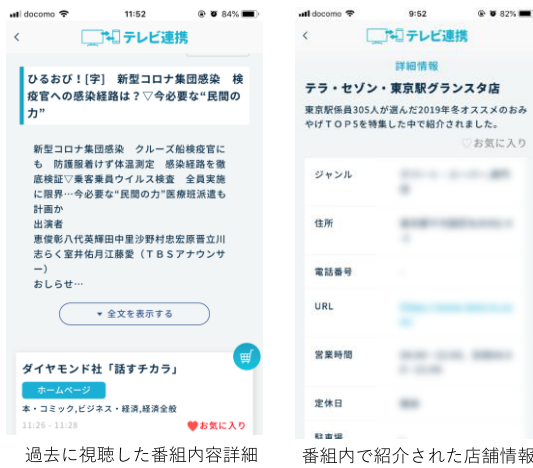 docomo 11:52 84%
テレビ連携
ひるおび！[字] 新型コロナ集団感染 検
疫官への感染経路は？▽今必要な“民間の
力”
新型コロナ集団感染 クルーズ船検疫官に
も 防護服着けず体温測定 感染経路を徹
底検証▽乗客乗員ウイルス検査 全員実施
に限界…今必要な“民間の力”医療班派遣も
計画か
出演者
恵俊彰八代英輝田中里沙野村忠宏原晋立川
志らく室井佑月江藤愛（ＴＢＳアナウンサ
ー）
おしらせ…
▼ 全文を表示する
ダイヤモンド社「話すチカラ」
ホームページ
本・コミック,ビジネス・経済,経済全般
11:26 - 11:28 お気に入り
過去に視聴した番組内容詳細
docomo 9:52 82%
テレビ連携
詳細情報
テラ・セゾン・東京駅グランスタ店
東京駅係員305人が選んだ2019年冬オススメのおみ
やげＴＯＰ５を特集した中で紹介されました。
♡お気に入り
ジャンル
住所
電話番号
URL
営業時間
定休日
駐車場
番組内で紹介された店舗情報